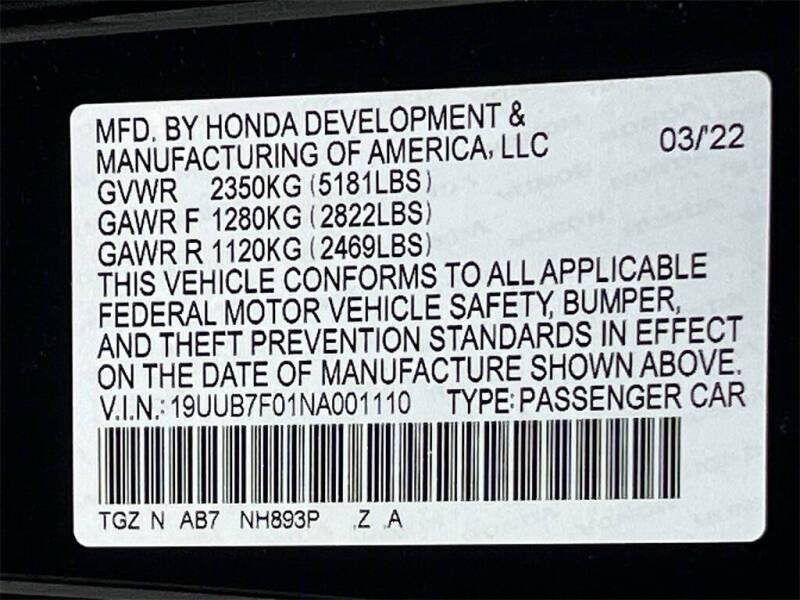 MFD. BY HONDA DEVELOPMENT &
MANUFACTURING OF AMERICA, LLC 03/'22
GVWR 2350KG (5181LBS)
GAWR F 1280KG (2822LBS)
GAWR R 1120KG (2469LBS)
THIS VEHICLE CONFORMS TO ALL APPLICABLE
FEDERAL MOTOR VEHICLE SAFETY, BUMPER,
AND THEFT PREVENTION STANDARDS IN EFFECT
ON THE DATE OF MANUFACTURE SHOWN ABOVE.
V.I.N.: 19UUB7F01NA001110 TYPE: PASSENGER CAR
TGZ N AB7 NH893P .Z .A